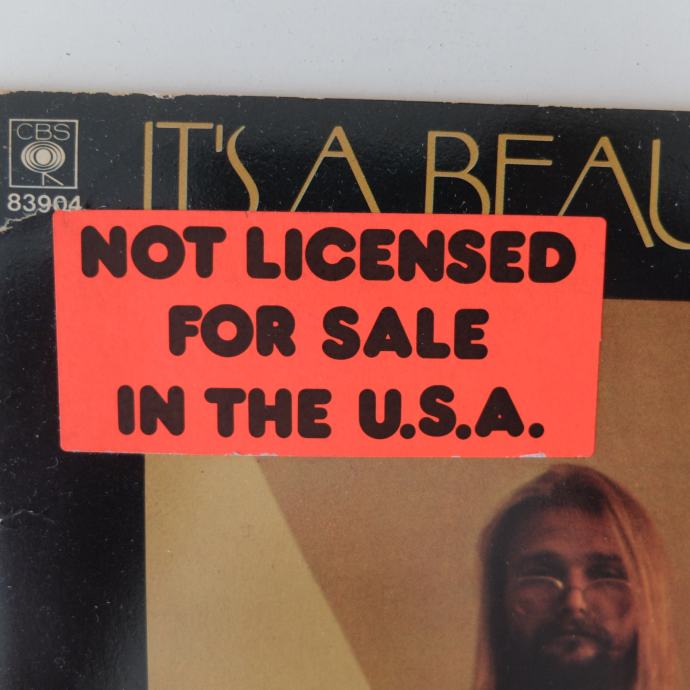 CBS
83904
IT'S A BEAU
NOT LICENSED
FOR SALE
IN THE U.S.A.